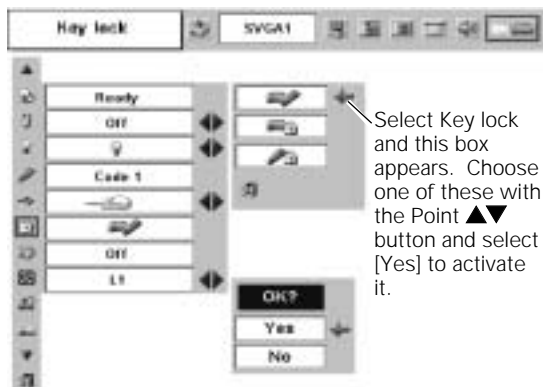 Key lock
SVGA1
Ready
Off
Code 1
Off
L1
OK?
Yes
No
Select Key lock
and this box
appears. Choose
one of these with
the Point ▲▼
button and select
[Yes] to activate
it.